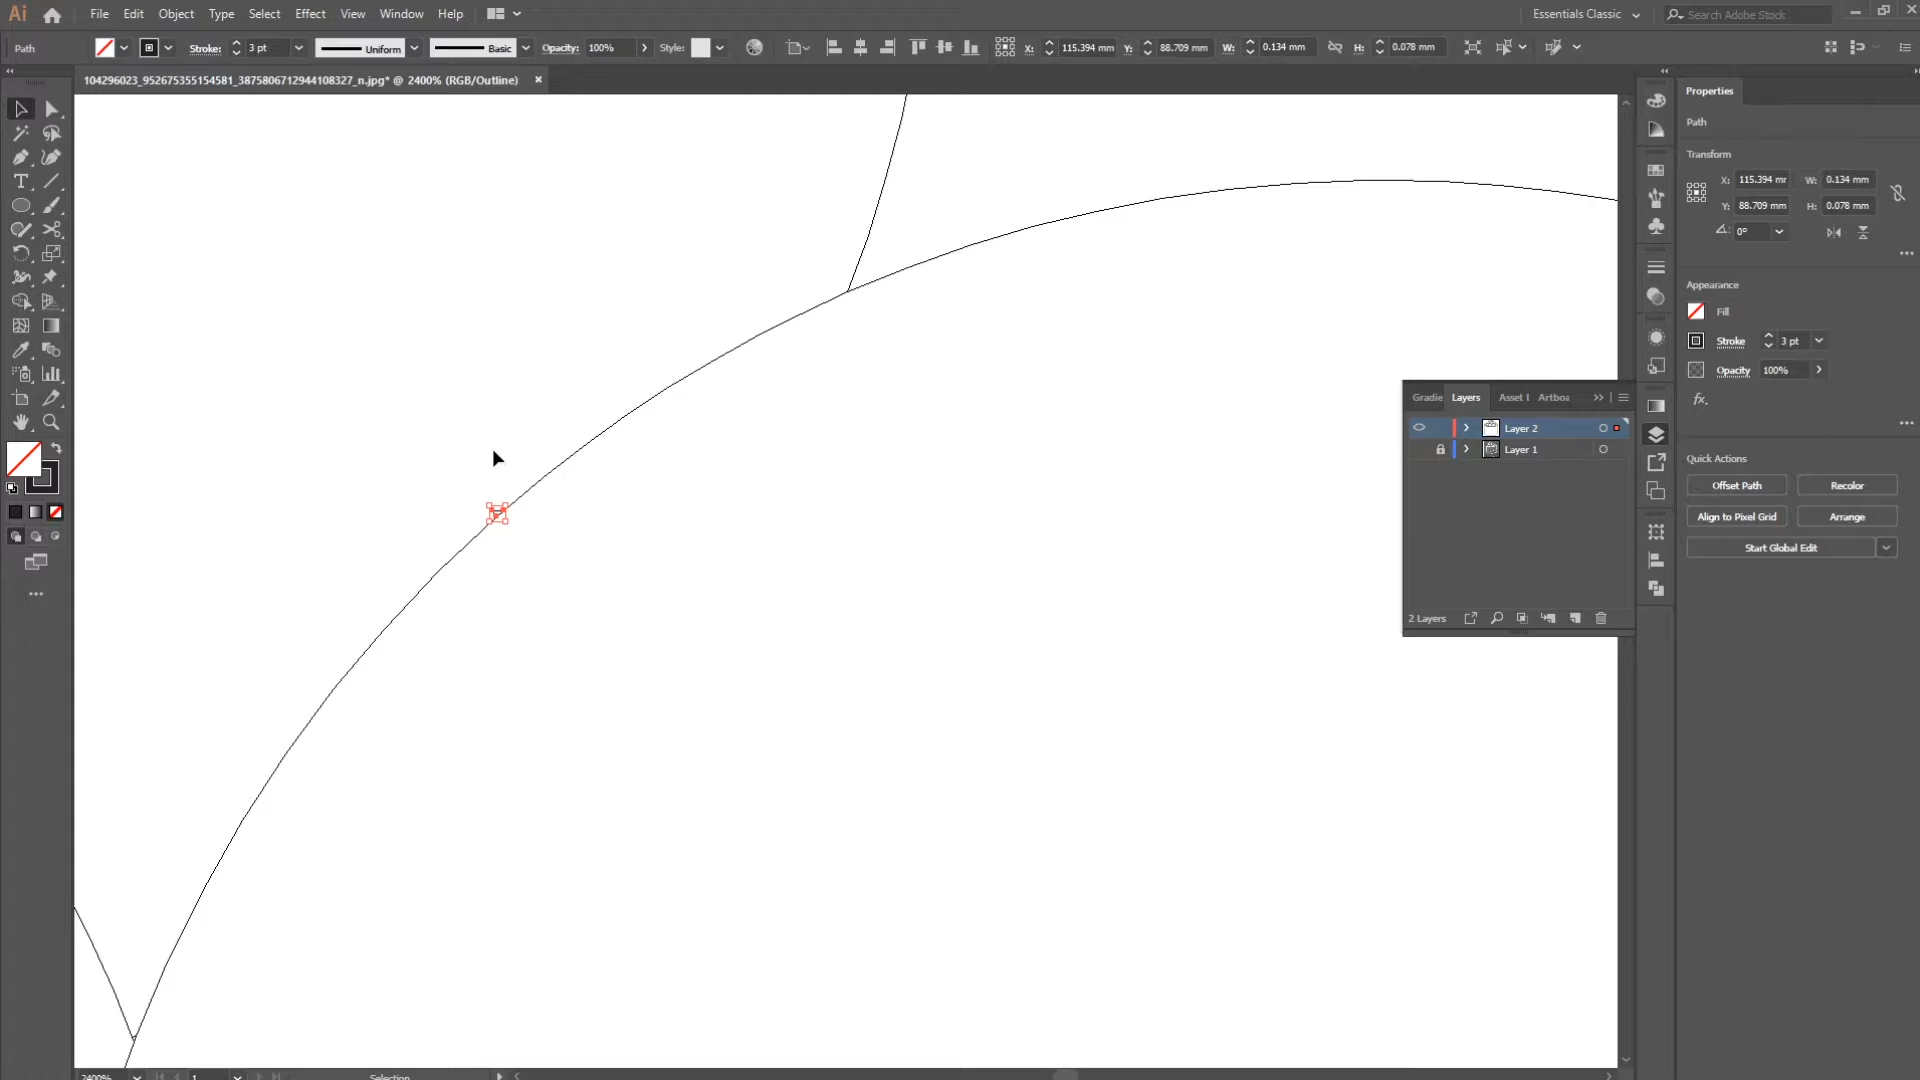 Ai File Edit Object Type Select Effect View Window Help Essentials Classic Search Adobe Stock
Path Stroke: 3 pt Uniform Basic Opacity: 100% Style: X: 115.394 mm Y: 88.709 mm W: 0.134 mm H: 0.078 mm
104296023_952675355154581_3875806712944108327_n.jpg* @ 2400% (RGB/Outline) ×
Properties
Path
Transform
X: 115.394 mr W: 0.134 mm
Y: 88.709 mm H: 0.078 mm
0°
Appearance
Fill
Stroke 3 pt
Opacity 100%
fx.
Quick Actions
Offset Path Recolor
Align to Pixel Grid Arrange
Start Global Edit
Gradie Layers Asset I Artboa
Layer 2
Layer 1
2 Layers
2400% 1 Selection